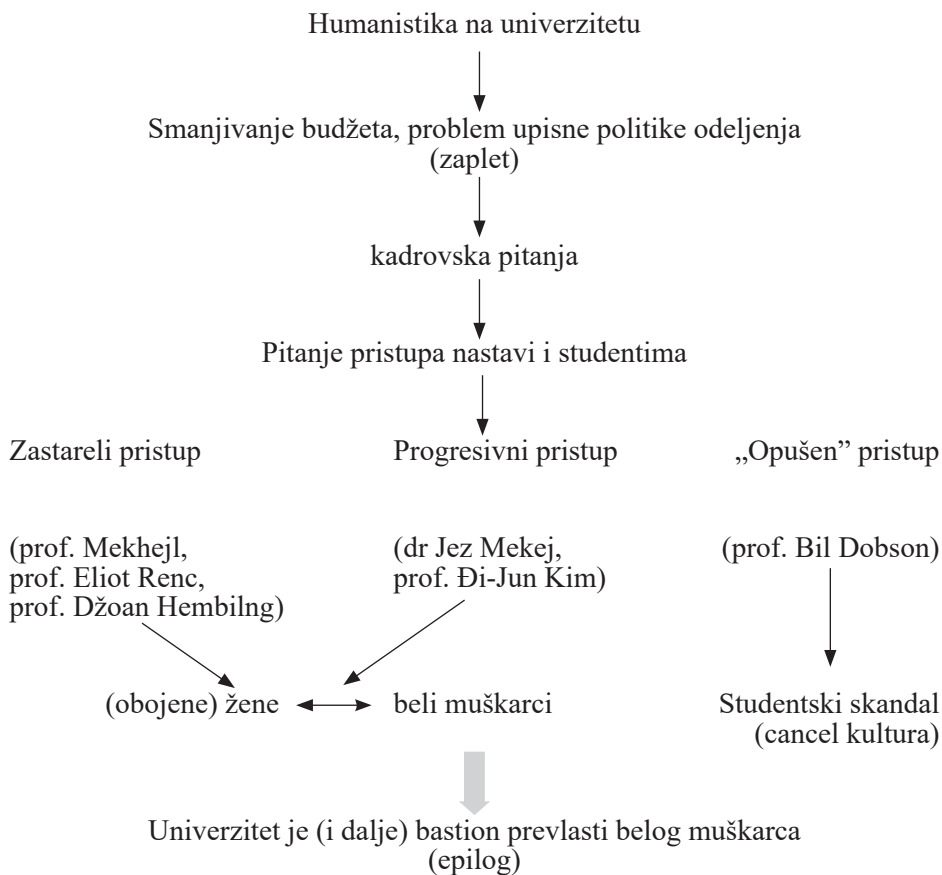 Humanistika na univerzitetu
Smanjivanje budžeta, problem upisne politike odeljenja
(zaplet)
kadrovska pitanja
Pitanje pristupa nastavi i studentima
Zastareli pristup
Progresivni pristup
„Opušen” pristup
(prof. Mekhejl,
prof. Eliot Renc,
prof. Džoan Hembilng)
(dr Jez Mekej,
prof. Đi-Jun Kim)
(prof. Bil Dobson)
(obojene) žene
beli muškarci
Studentski skandal
(cancel kultura)
Univerzitet je (i dalje) bastion prevlasti belog muškarca
(epilog)